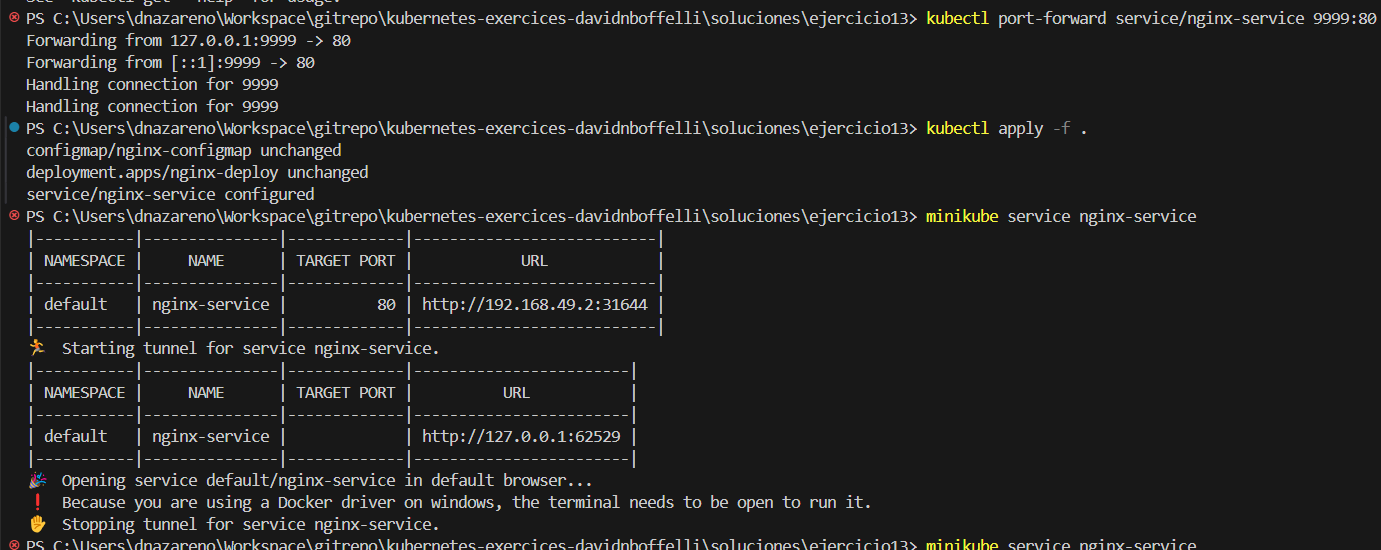 See 'kubectl get --help' for usage.
PS C:\Users\dnazareno\Workspace\gitrepo\kubernetes-exercices-davidnboffelli\soluciones\ejercicio13> kubectl port-forward service/nginx-service 9999:80
Forwarding from 127.0.0.1:9999 -> 80
Forwarding from [::1]:9999 -> 80
Handling connection for 9999
Handling connection for 9999
PS C:\Users\dnazareno\Workspace\gitrepo\kubernetes-exercices-davidnboffelli\soluciones\ejercicio13> kubectl apply -f .
configmap/nginx-configmap unchanged
deployment.apps/nginx-deploy unchanged
service/nginx-service configured
PS C:\Users\dnazareno\Workspace\gitrepo\kubernetes-exercices-davidnboffelli\soluciones\ejercicio13> minikube service nginx-service
|-----------|---------------|-------------|---------------------------|
| NAMESPACE |     NAME      | TARGET PORT |            URL            |
|-----------|---------------|-------------|---------------------------|
| default   | nginx-service |          80 | http://192.168.49.2:31644 |
|-----------|---------------|-------------|---------------------------|
🏃  Starting tunnel for service nginx-service.
|-----------|---------------|-------------|------------------------|
| NAMESPACE |     NAME      | TARGET PORT |          URL           |
|-----------|---------------|-------------|------------------------|
| default   | nginx-service |             | http://127.0.0.1:62529 |
|-----------|---------------|-------------|------------------------|
🎉  Opening service default/nginx-service in default browser...
❗  Because you are using a Docker driver on windows, the terminal needs to be open to run it.
✋  Stopping tunnel for service nginx-service.
PS C:\Users\dnazareno\Workspace\gitrepo\kubernetes-exercices-davidnboffelli\soluciones\ejercicio13> minikube service nginx-service